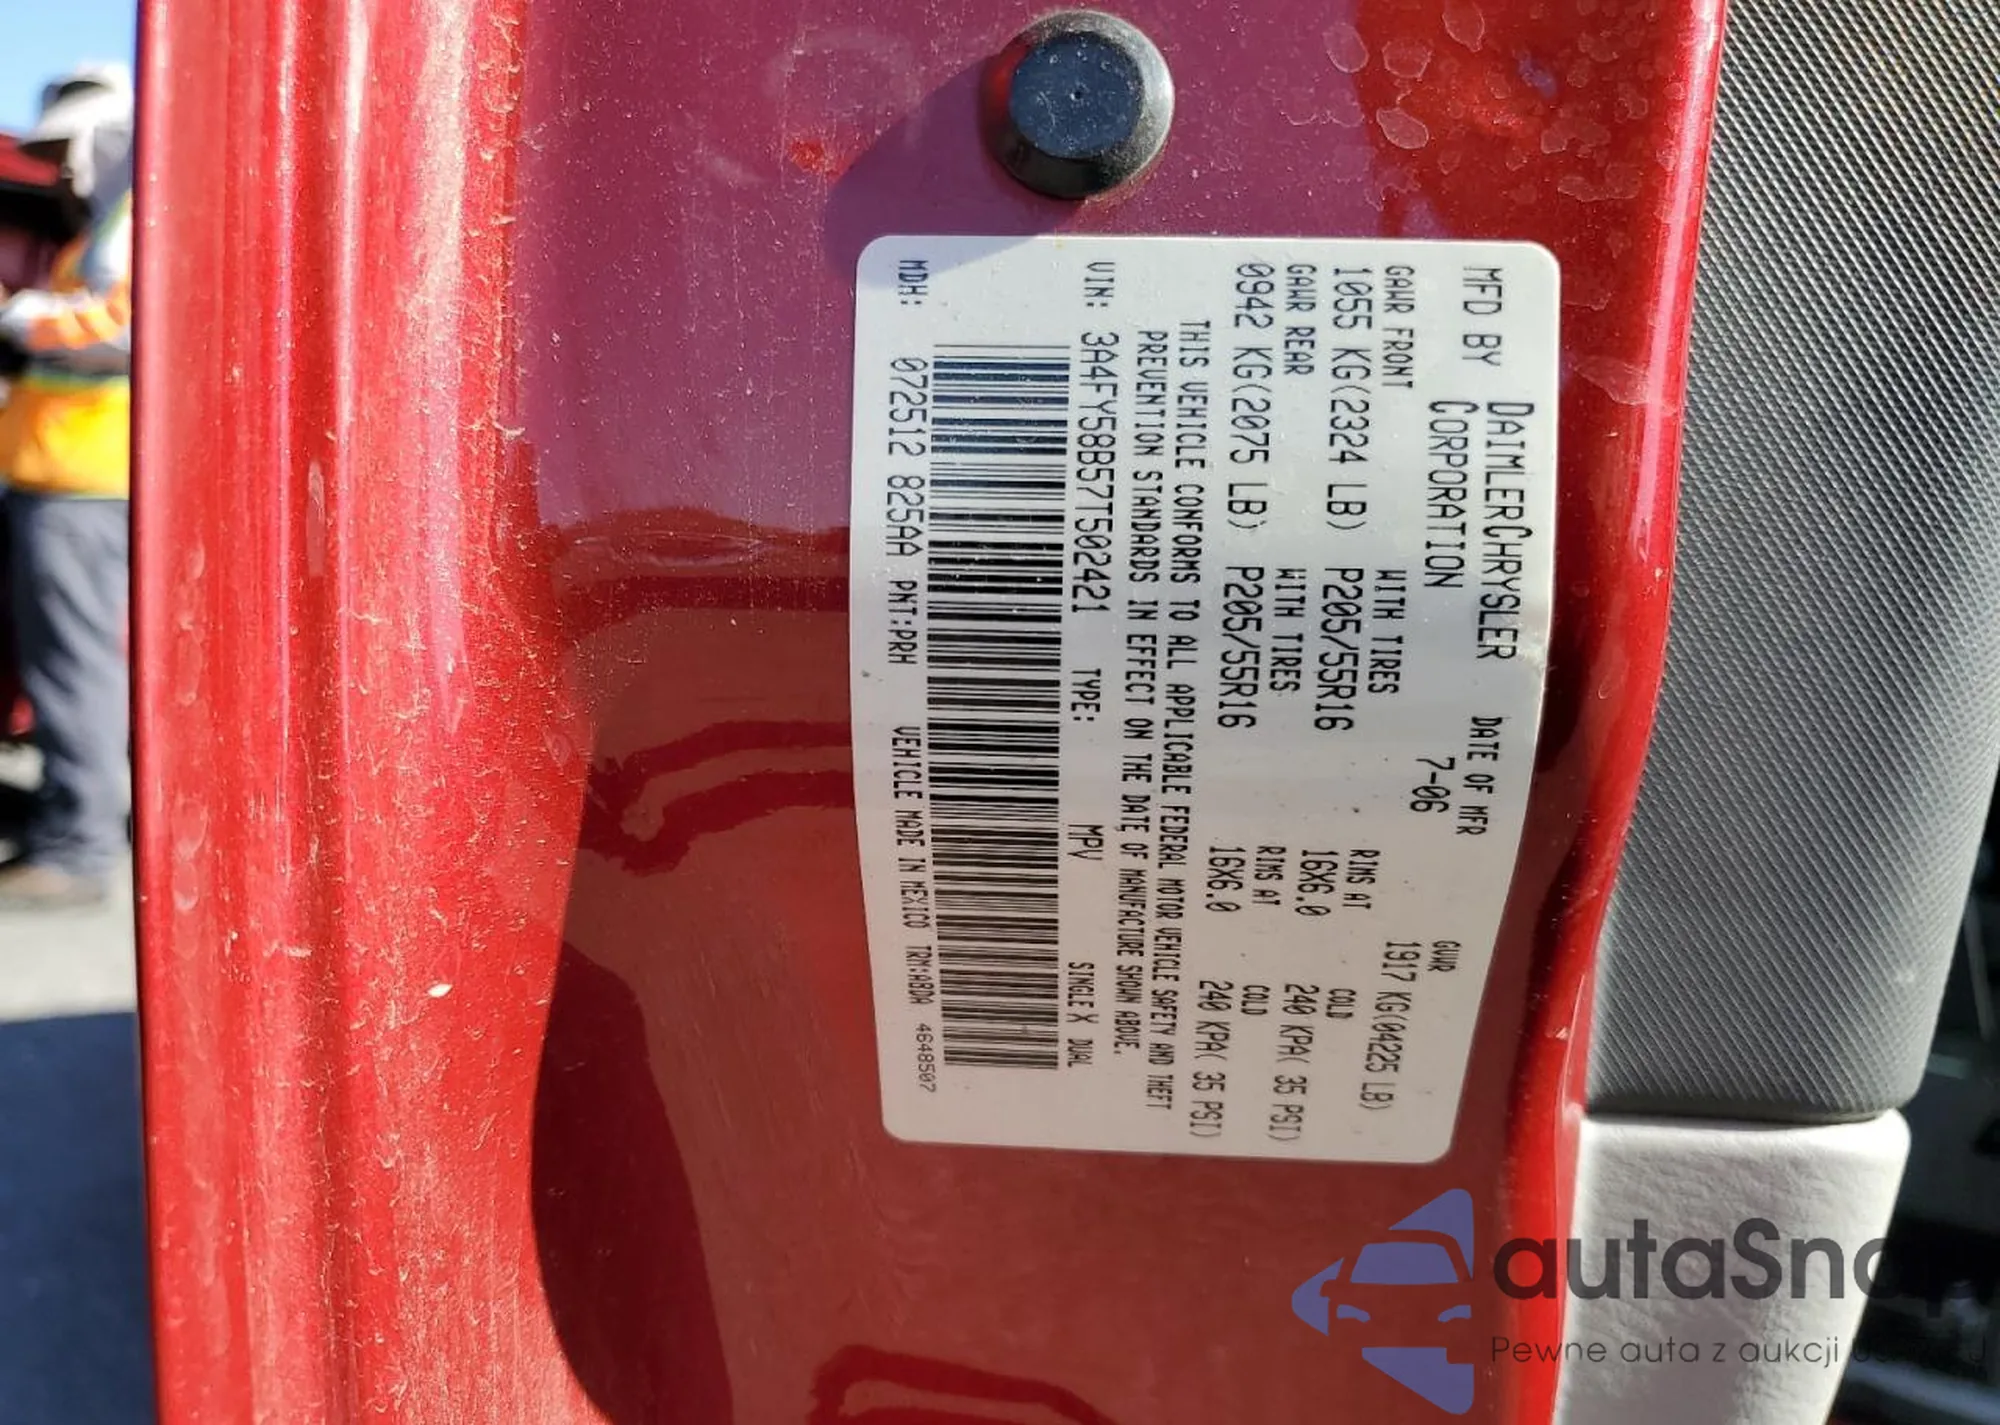 MFD BY DAIMLERCHRYSLER CORPORATION DATE OF MFR 7-06 GVWR 1917 KG(04225 LB)
GAWR FRONT WITH TIRES RIMS AT COLD
1055 KG(2324 LB) P205/55R16 16X6.0 240 KPA( 35 PSI)
GAWR REAR WITH TIRES RIMS AT COLD
0942 KG(2075 LB) P205/55R16 16X6.0 240 KPA( 35 PSI)
THIS VEHICLE CONFORMS TO ALL APPLICABLE FEDERAL MOTOR VEHICLE SAFETY AND THEFT
PREVENTION STANDARDS IN EFFECT ON THE DATE OF MANUFACTURE SHOWN ABOVE.
VIN: 3A4FY58B57T502421 TYPE: MPV SINGLE X DUAL
MDH: 072512 825AA PNT:PRH VEHICLE MADE IN MEXICO TRM:ABDA 4648507
autaSnap
Pewne auta z aukcji